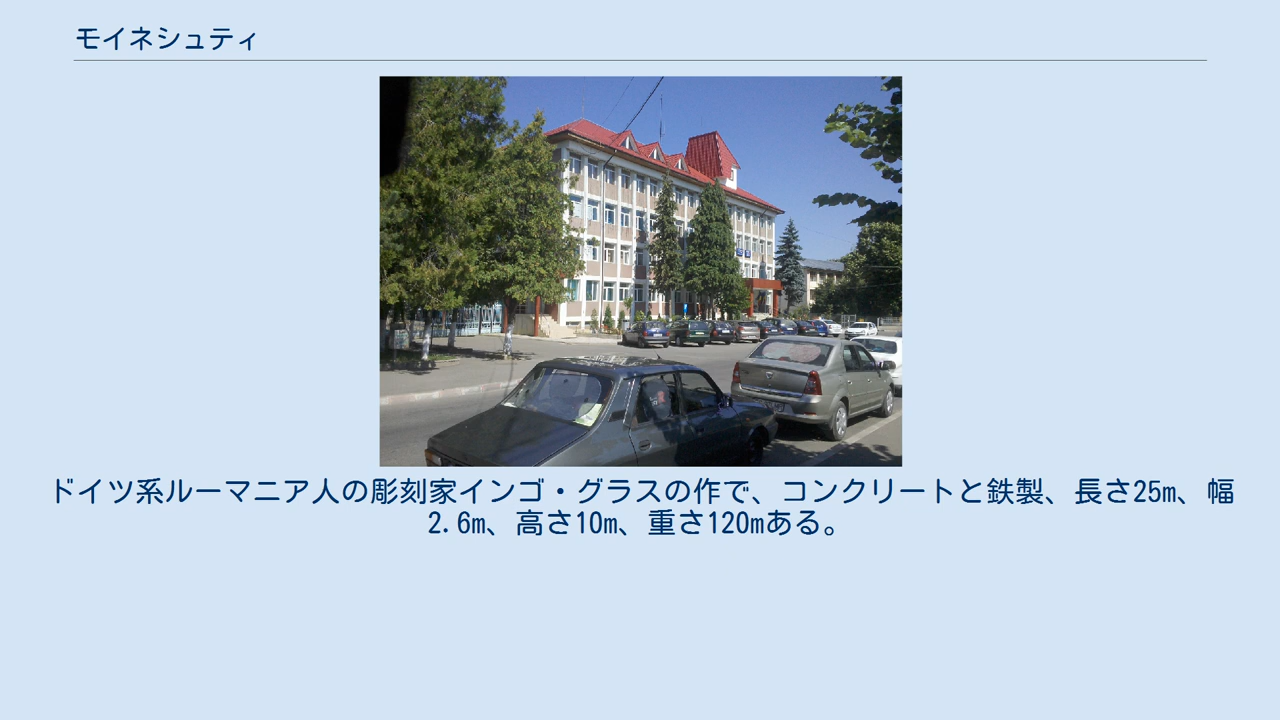 モイネシュティ
ドイツ系ルーマニア人の彫刻家インゴ・グラスの作で、コンクリートと鉄製、長さ25m、幅
2.6m、高さ10m、重さ120mある。